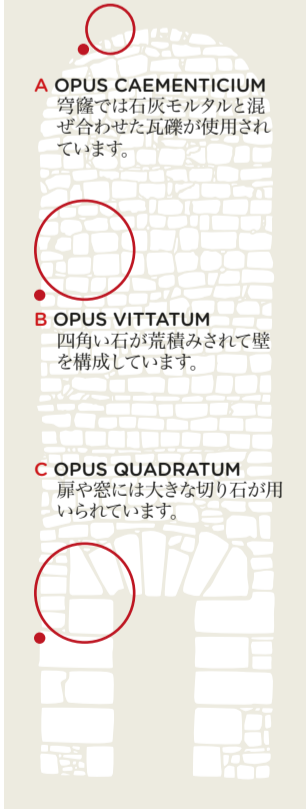 A OPUS CAEMENTICIUM
穹窿では石灰モルタルと混
ぜ合わせた瓦礫が使用され
ています。
B OPUS VITTATUM
四角い石が荒積みされて壁
を構成しています。
C OPUS QUADRATUM
扉や窓には大きな切り石が用
いられています。